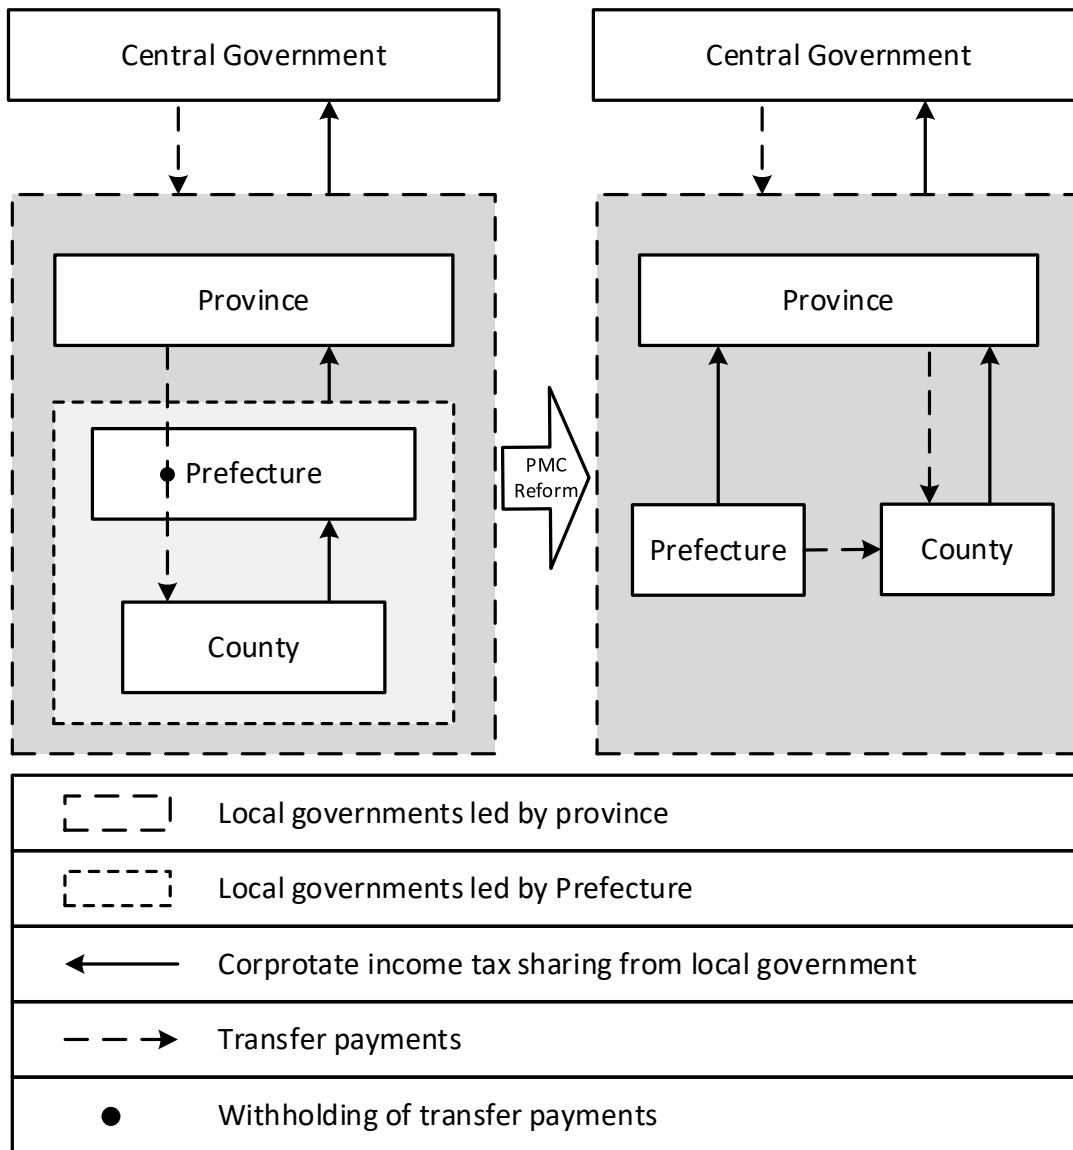 Central Government
Central Government
Province
Province
Prefecture
PMC
Reform
Prefecture
County
County
Local governments led by province
Local governments led by Prefecture
Corprotate income tax sharing from local government
Transfer payments
Withholding of transfer payments